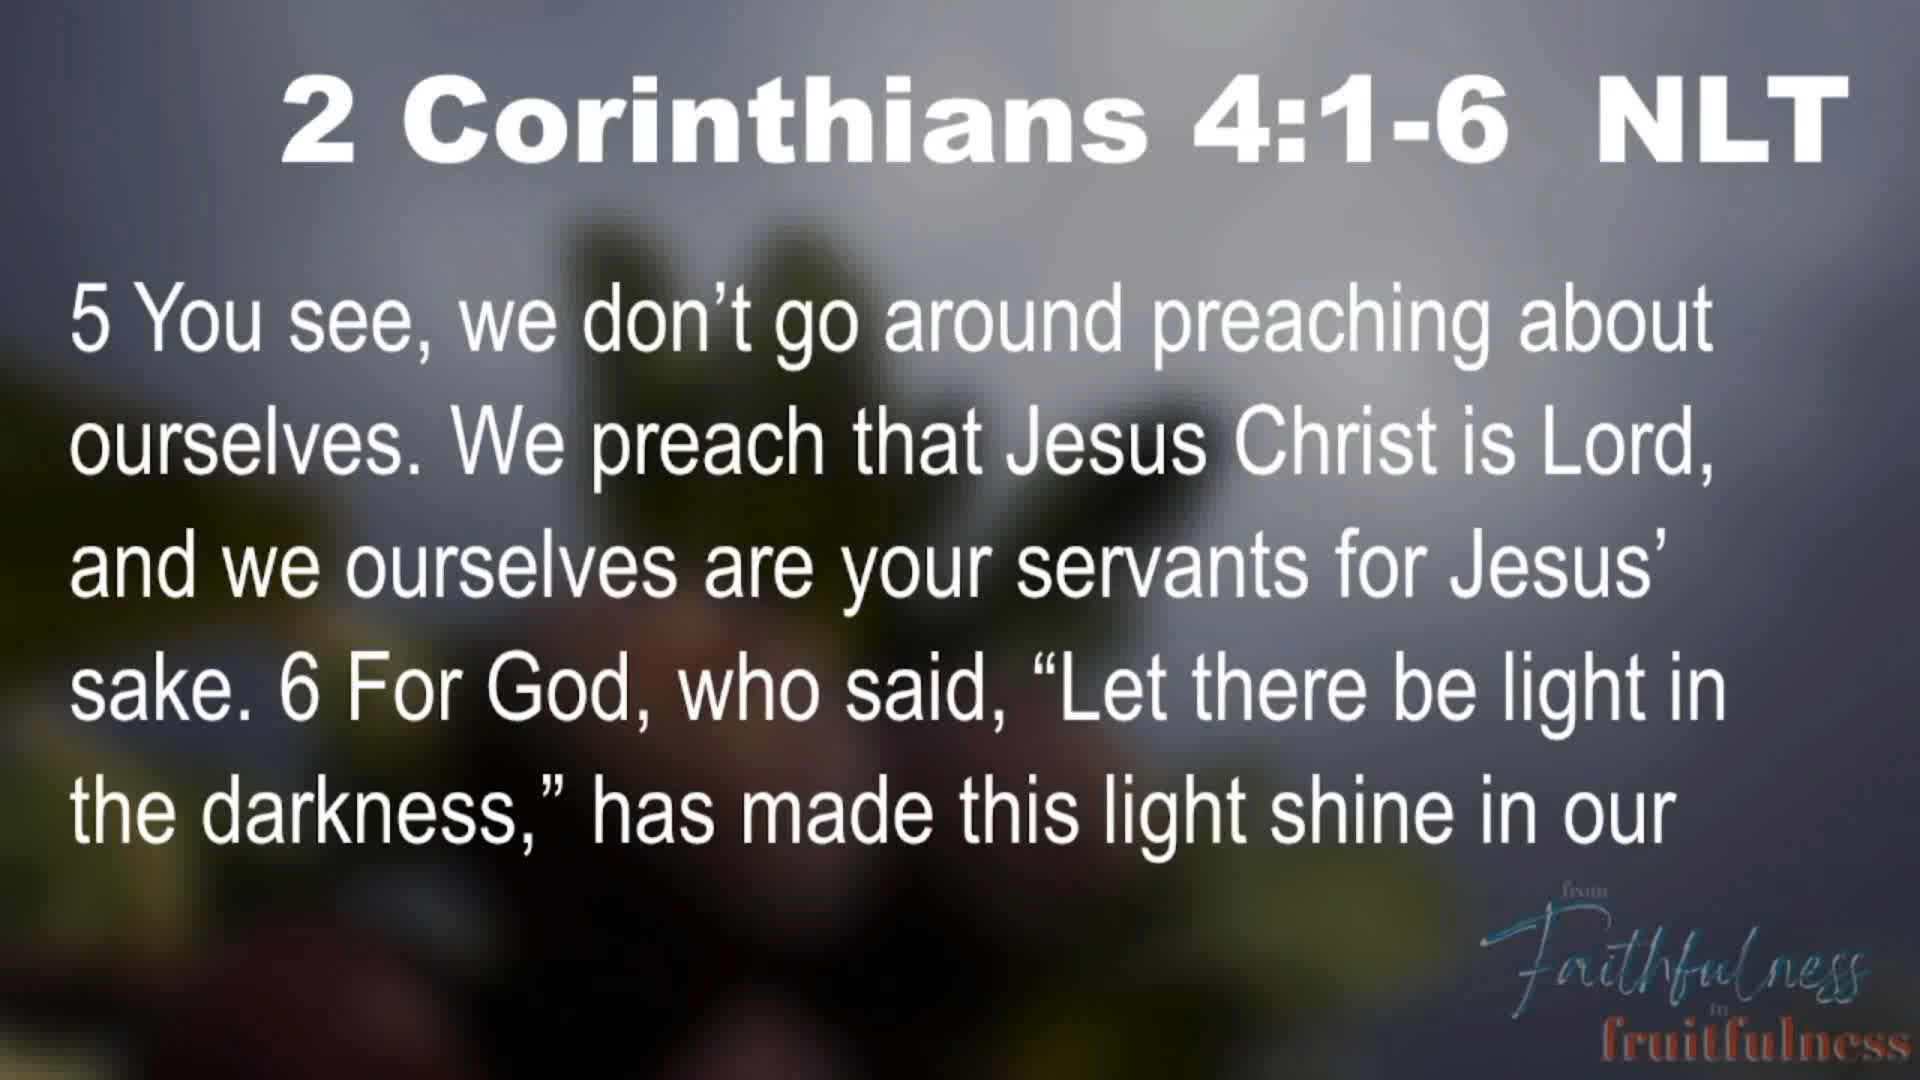 2 Corinthians 4:1-6 NLT
5 You see, we don’t go around preaching about
ourselves. We preach that Jesus Christ is Lord,
and we ourselves are your servants for Jesus’
sake. 6 For God, who said, “Let there be light in
the darkness,” has made this light shine in our
from
Faithfulness
to
fruitfulness